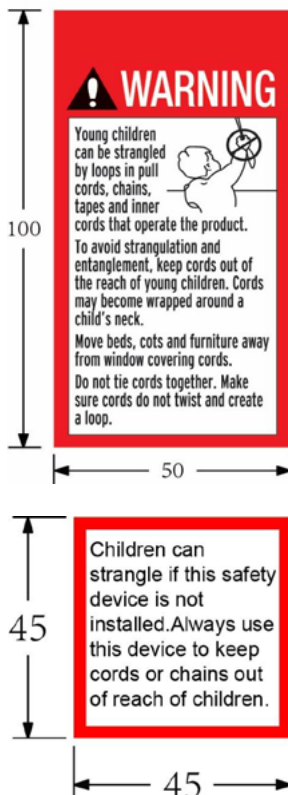 WARNING
Young children
can be strangled
by loops in pull
cords, chains,
tapes and inner
cords that operate the product.
To avoid strangulation and
entanglement, keep cords out of
the reach of young children. Cords
may become wrapped around a
child's neck.
Move beds, cots and furniture away
from window covering cords.
Do not tie cords together. Make
sure cords do not twist and create
a loop.
100
50
Children can
strangle if this safety
device is not
installed.Always use
this device to keep
cords or chains out
of reach of children.
45
45